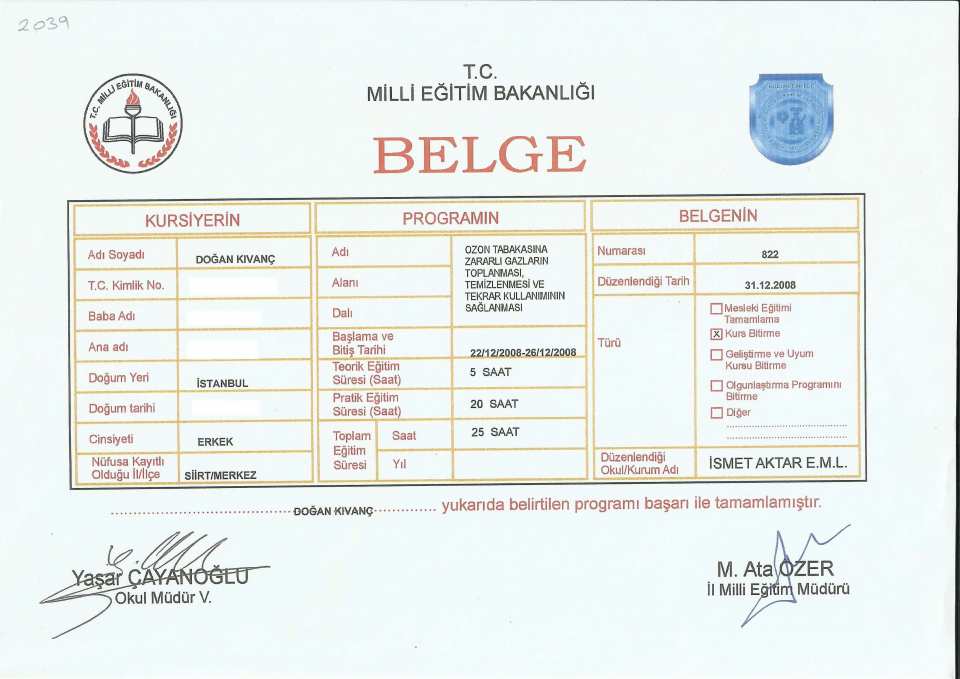 2039
T.C.
MİLLİ EĞİTİM BAKANLIĞI
T.C. MİLLİ EĞİTİM BAKANLIĞI
BELGE
KURSİYERİN
Adı Soyadı DOĞAN KIVANÇ
T.C. Kimlik No.
Baba Adı
Ana adı
Doğum Yeri İSTANBUL
Doğum tarihi
Cinsiyeti ERKEK
Nüfusa Kayıtlı
Olduğu İl/İlçe SİİRT/MERKEZ
PROGRAMIN
Adı
Alanı
Dalı
OZON TABAKASINA
ZARARLI GAZLARIN
TOPLANMASI,
TEMİZLENMESİ VE
TEKRAR KULLANIMININ
SAĞLANMASI
Başlama ve
Bitiş Tarihi 22/12/2008-26/12/2008
Teorik Eğitim
Süresi (Saat) 5 SAAT
Pratik Eğitim
Süresi (Saat) 20 SAAT
Toplam
Eğitim
Süresi
Saat 25 SAAT
Yıl
BELGENİN
Numarası 822
Düzenlendiği Tarih 31.12.2008
Türü
Mesleki Eğitimi
Tamamlama
X Kurs Bitirme
Geliştirme ve Uyum
Kursu Bitirme
Olgunlaştırma Programını
Bitirme
Diğer
Düzenlendiği
Okul/Kurum Adı İSMET AKTAR E.M.L.
DOĞAN KIVANÇ yukarıda belirtilen programı başarı ile tamamlamıştır.
Yaşar ÇAYANOĞLU
Okul Müdür V.
M. Ata ÖZER
İl Milli Eğitim Müdürü